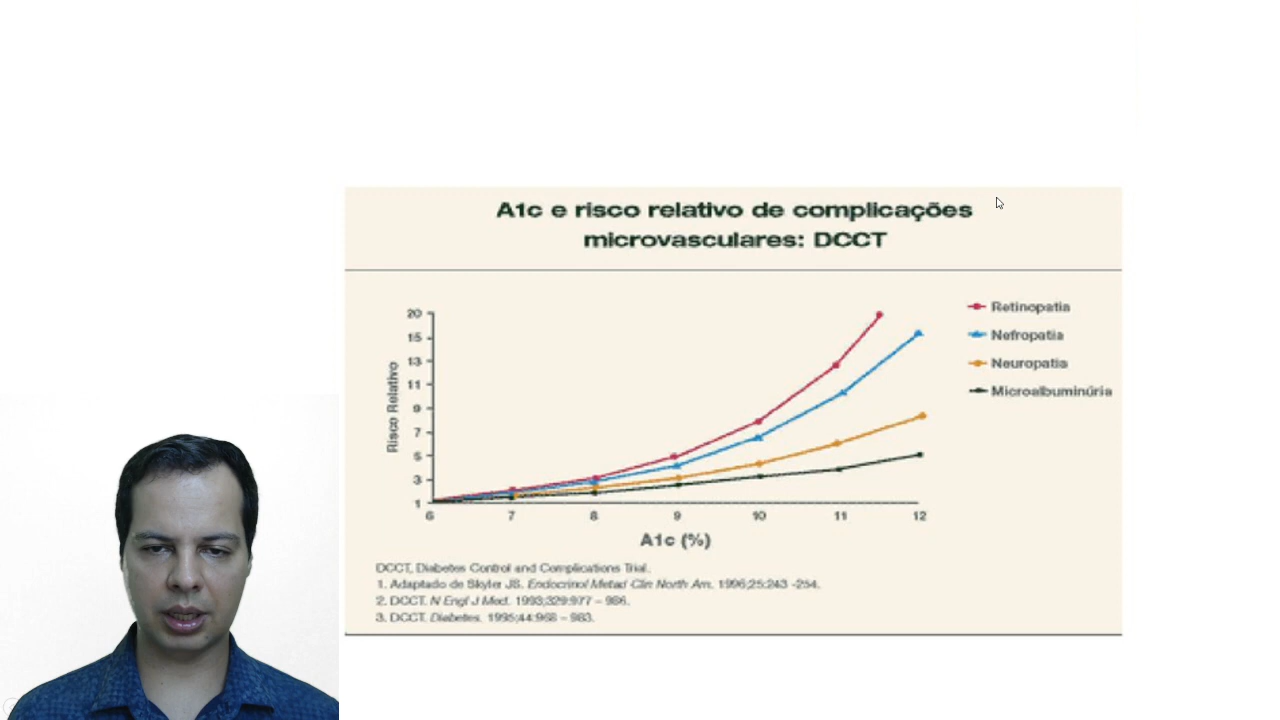 A1c e risco relativo de complicações
microvasculares: DCCT
Risco Relativo
20
15
13
11
9
7
5
3
1
6 7 8 9 10 11 12
A1c (%)
Retinopatia
Nefropatia
Neuropatia
Microalbuminúria
DCCT, Diabetes Control and Complications Trial.
1. Adaptado de Skyler JS. Endocrinol Metad Clin North Am. 1996;25:243 -254.
2. DCCT. N Engl J Med. 1993;329:977 – 986.
3. DCCT. Diabetes. 1995;44:968 – 983.